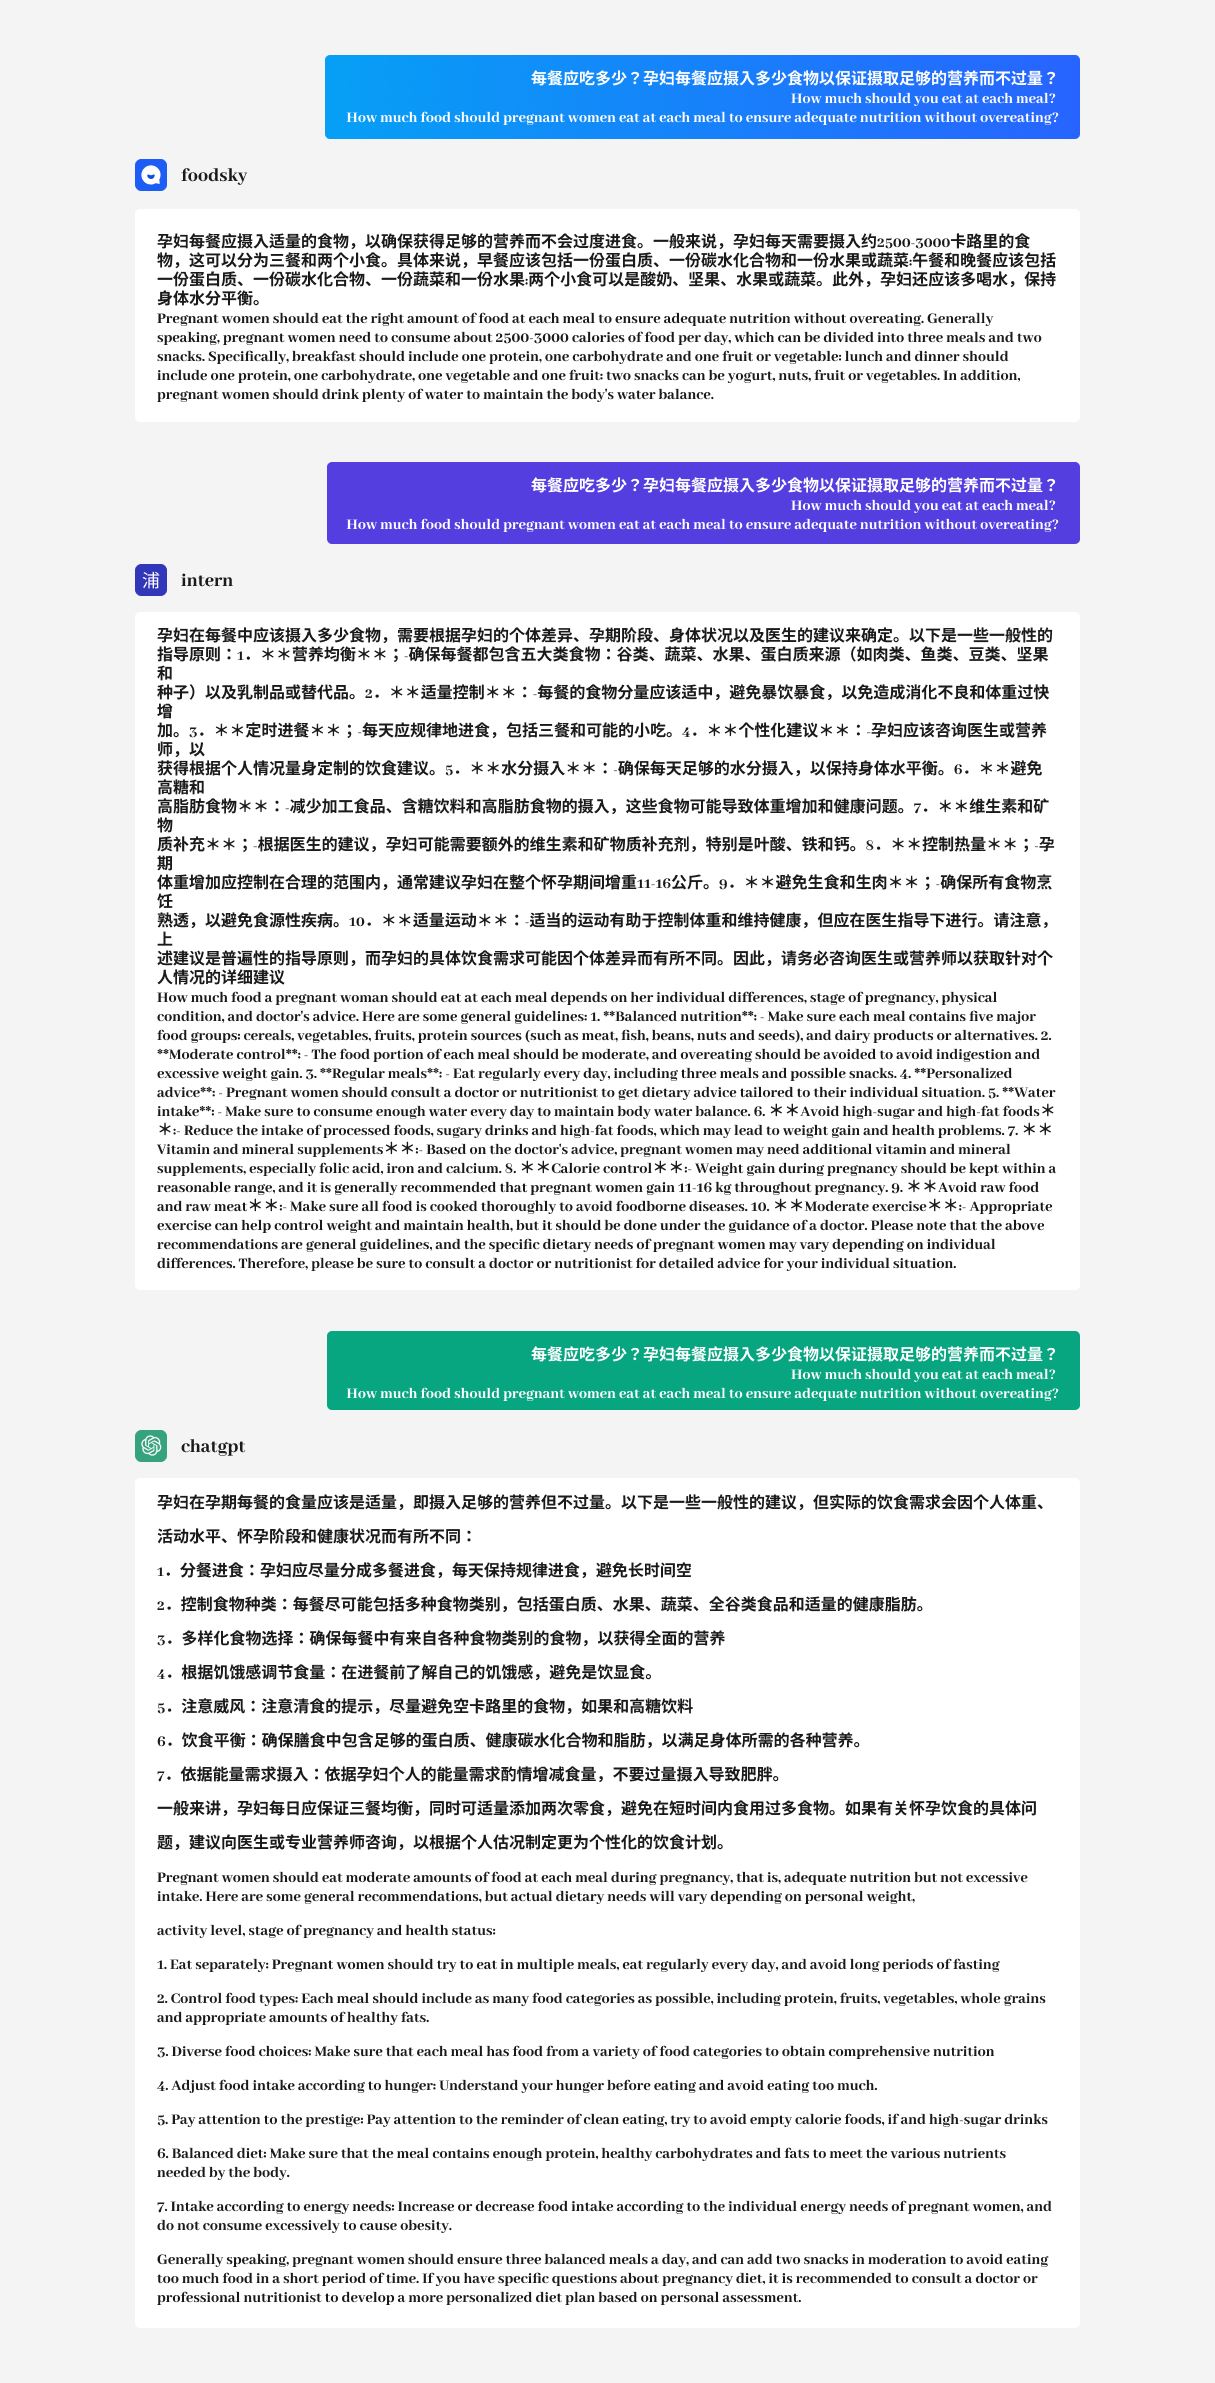 每餐应吃多少？孕妇每餐应摄入多少食物以保证摄取足够的营养而不过量？
How much should you eat at each meal?
How much food should pregnant women eat at each meal to ensure adequate nutrition without overeating?
foodsky
孕妇每餐应摄入适量的食物，以确保获得足够的营养而不会过度进食。一般来说，孕妇每天需要摄入约2500-3000卡路里的食
物，这可以分为三餐和两个小食。具体来说，早餐应该包括一份蛋白质、一份碳水化合物和一份水果或蔬菜:午餐和晚餐应该包括
一份蛋白质、一份碳水化合物、一份蔬菜和一份水果:两个小食可以是酸奶、坚果、水果或蔬菜。此外，孕妇还应该多喝水，保持
身体水分平衡。
Pregnant women should eat the right amount of food at each meal to ensure adequate nutrition without overeating. Generally
speaking, pregnant women need to consume about 2500-3000 calories of food per day, which can be divided into three meals and two
snacks. Specifically, breakfast should include one protein, one carbohydrate and one fruit or vegetable: lunch and dinner should
include one protein, one carbohydrate, one vegetable and one fruit: two snacks can be yogurt, nuts, fruit or vegetables. In addition,
pregnant women should drink plenty of water to maintain the body's water balance.
每餐应吃多少？孕妇每餐应摄入多少食物以保证摄取足够的营养而不过量？
How much should you eat at each meal?
How much food should pregnant women eat at each meal to ensure adequate nutrition without overeating?
浦 intern
孕妇在每餐中应该摄入多少食物，需要根据孕妇的个体差异、孕期阶段、身体状况以及医生的建议来确定。以下是一些一般性的
指导原则：1．＊＊营养均衡＊＊；-确保每餐都包含五大类食物：谷类、蔬菜、水果、蛋白质来源（如肉类、鱼类、豆类、坚果
和
种子）以及乳制品或替代品。2．＊＊适量控制＊＊：-每餐的食物分量应该适中，避免暴饮暴食，以免造成消化不良和体重过快
增
加。3．＊＊定时进餐＊＊；-每天应规律地进食，包括三餐和可能的小吃。4．＊＊个性化建议＊＊：-孕妇应该咨询医生或营养
师，以
获得根据个人情况量身定制的饮食建议。5．＊＊水分摄入＊＊：-确保每天足够的水分摄入，以保持身体水平衡。6．＊＊避免
高糖和
高脂肪食物＊＊：-减少加工食品、含糖饮料和高脂肪食物的摄入，这些食物可能导致体重增加和健康问题。7．＊＊维生素和矿
物
质补充＊＊；-根据医生的建议，孕妇可能需要额外的维生素和矿物质补充剂，特别是叶酸、铁和钙。8．＊＊控制热量＊＊；-孕
期
体重增加应控制在合理的范围内，通常建议孕妇在整个怀孕期间增重11-16公斤。9．＊＊避免生食和生肉＊＊；-确保所有食物烹
饪
熟透，以避免食源性疾病。10．＊＊适量运动＊＊：-适当的运动有助于控制体重和维持健康，但应在医生指导下进行。请注意，
上
述建议是普遍性的指导原则，而孕妇的具体饮食需求可能因个体差异而有所不同。因此，请务必咨询医生或营养师以获取针对个
人情况的详细建议
How much food a pregnant woman should eat at each meal depends on her individual differences, stage of pregnancy, physical
condition, and doctor's advice. Here are some general guidelines: 1. **Balanced nutrition**: - Make sure each meal contains five major
food groups: cereals, vegetables, fruits, protein sources (such as meat, fish, beans, nuts and seeds), and dairy products or alternatives. 2.
**Moderate control**: - The food portion of each meal should be moderate, and overeating should be avoided to avoid indigestion and
excessive weight gain. 3. **Regular meals**: - Eat regularly every day, including three meals and possible snacks. 4. **Personalized
advice**: - Pregnant women should consult a doctor or nutritionist to get dietary advice tailored to their individual situation. 5. **Water
intake**: - Make sure to consume enough water every day to maintain body water balance. 6. ＊＊Avoid high-sugar and high-fat foods＊
＊:- Reduce the intake of processed foods, sugary drinks and high-fat foods, which may lead to weight gain and health problems. 7. ＊＊
Vitamin and mineral supplements＊＊:- Based on the doctor's advice, pregnant women may need additional vitamin and mineral
supplements, especially folic acid, iron and calcium. 8. ＊＊Calorie control＊＊:- Weight gain during pregnancy should be kept within a
reasonable range, and it is generally recommended that pregnant women gain 11-16 kg throughout pregnancy. 9. ＊＊Avoid raw food
and raw meat＊＊:- Make sure all food is cooked thoroughly to avoid foodborne diseases. 10. ＊＊Moderate exercise＊＊:- Appropriate
exercise can help control weight and maintain health, but it should be done under the guidance of a doctor. Please note that the above
recommendations are general guidelines, and the specific dietary needs of pregnant women may vary depending on individual
differences. Therefore, please be sure to consult a doctor or nutritionist for detailed advice for your individual situation.
每餐应吃多少？孕妇每餐应摄入多少食物以保证摄取足够的营养而不过量？
How much should you eat at each meal?
How much food should pregnant women eat at each meal to ensure adequate nutrition without overeating?
chatgpt
孕妇在孕期每餐的食量应该是适量，即摄入足够的营养但不过量。以下是一些一般性的建议，但实际的饮食需求会因个人体重、
活动水平、怀孕阶段和健康状况而有所不同：
1．分餐进食：孕妇应尽量分成多餐进食，每天保持规律进食，避免长时间空
2．控制食物种类：每餐尽可能包括多种食物类别，包括蛋白质、水果、蔬菜、全谷类食品和适量的健康脂肪。
3．多样化食物选择：确保每餐中有来自各种食物类别的食物，以获得全面的营养
4．根据饥饿感调节食量：在进餐前了解自己的饥饿感，避免是饮显食。
5．注意威风：注意清食的提示，尽量避免空卡路里的食物，如果和高糖饮料
6．饮食平衡：确保膳食中包含足够的蛋白质、健康碳水化合物和脂肪，以满足身体所需的各种营养。
7．依据能量需求摄入：依据孕妇个人的能量需求酌情增减食量，不要过量摄入导致肥胖。
一般来讲，孕妇每日应保证三餐均衡，同时可适量添加两次零食，避免在短时间内食用过多食物。如果有关怀孕饮食的具体问
题，建议向医生或专业营养师咨询，以根据个人估况制定更为个性化的饮食计划。
Pregnant women should eat moderate amounts of food at each meal during pregnancy, that is, adequate nutrition but not excessive
intake. Here are some general recommendations, but actual dietary needs will vary depending on personal weight,
activity level, stage of pregnancy and health status:
1. Eat separately: Pregnant women should try to eat in multiple meals, eat regularly every day, and avoid long periods of fasting
2. Control food types: Each meal should include as many food categories as possible, including protein, fruits, vegetables, whole grains
and appropriate amounts of healthy fats.
3. Diverse food choices: Make sure that each meal has food from a variety of food categories to obtain comprehensive nutrition
4. Adjust food intake according to hunger: Understand your hunger before eating and avoid eating too much.
5. Pay attention to the prestige: Pay attention to the reminder of clean eating, try to avoid empty calorie foods, if and high-sugar drinks
6. Balanced diet: Make sure that the meal contains enough protein, healthy carbohydrates and fats to meet the various nutrients
needed by the body.
7. Intake according to energy needs: Increase or decrease food intake according to the individual energy needs of pregnant women, and
do not consume excessively to cause obesity.
Generally speaking, pregnant women should ensure three balanced meals a day, and can add two snacks in moderation to avoid eating
too much food in a short period of time. If you have specific questions about pregnancy diet, it is recommended to consult a doctor or
professional nutritionist to develop a more personalized diet plan based on personal assessment.